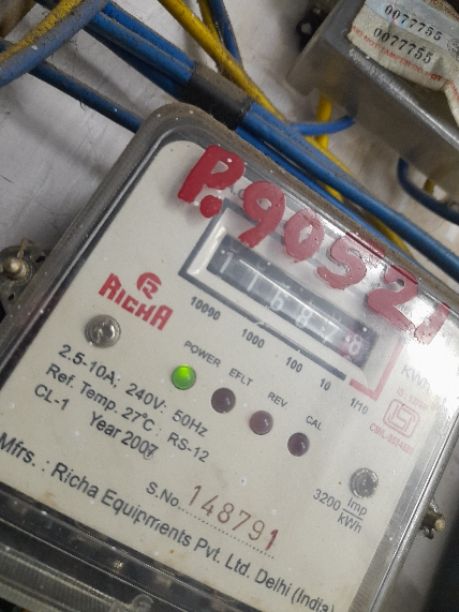 0077755
0077755
P.90521
RICHA
10090 1000 100 10 1/10
KWh
POWER EFLT REV. CAL
2.5-10A; 240V: 50Hz
Ref. Temp. 27°C; RS-12
CL-1 Year 2007
S.No. 148791
3200 Imp/kWh
Mfrs. : Richa Equipments Pvt. Ltd. Delhi (India)